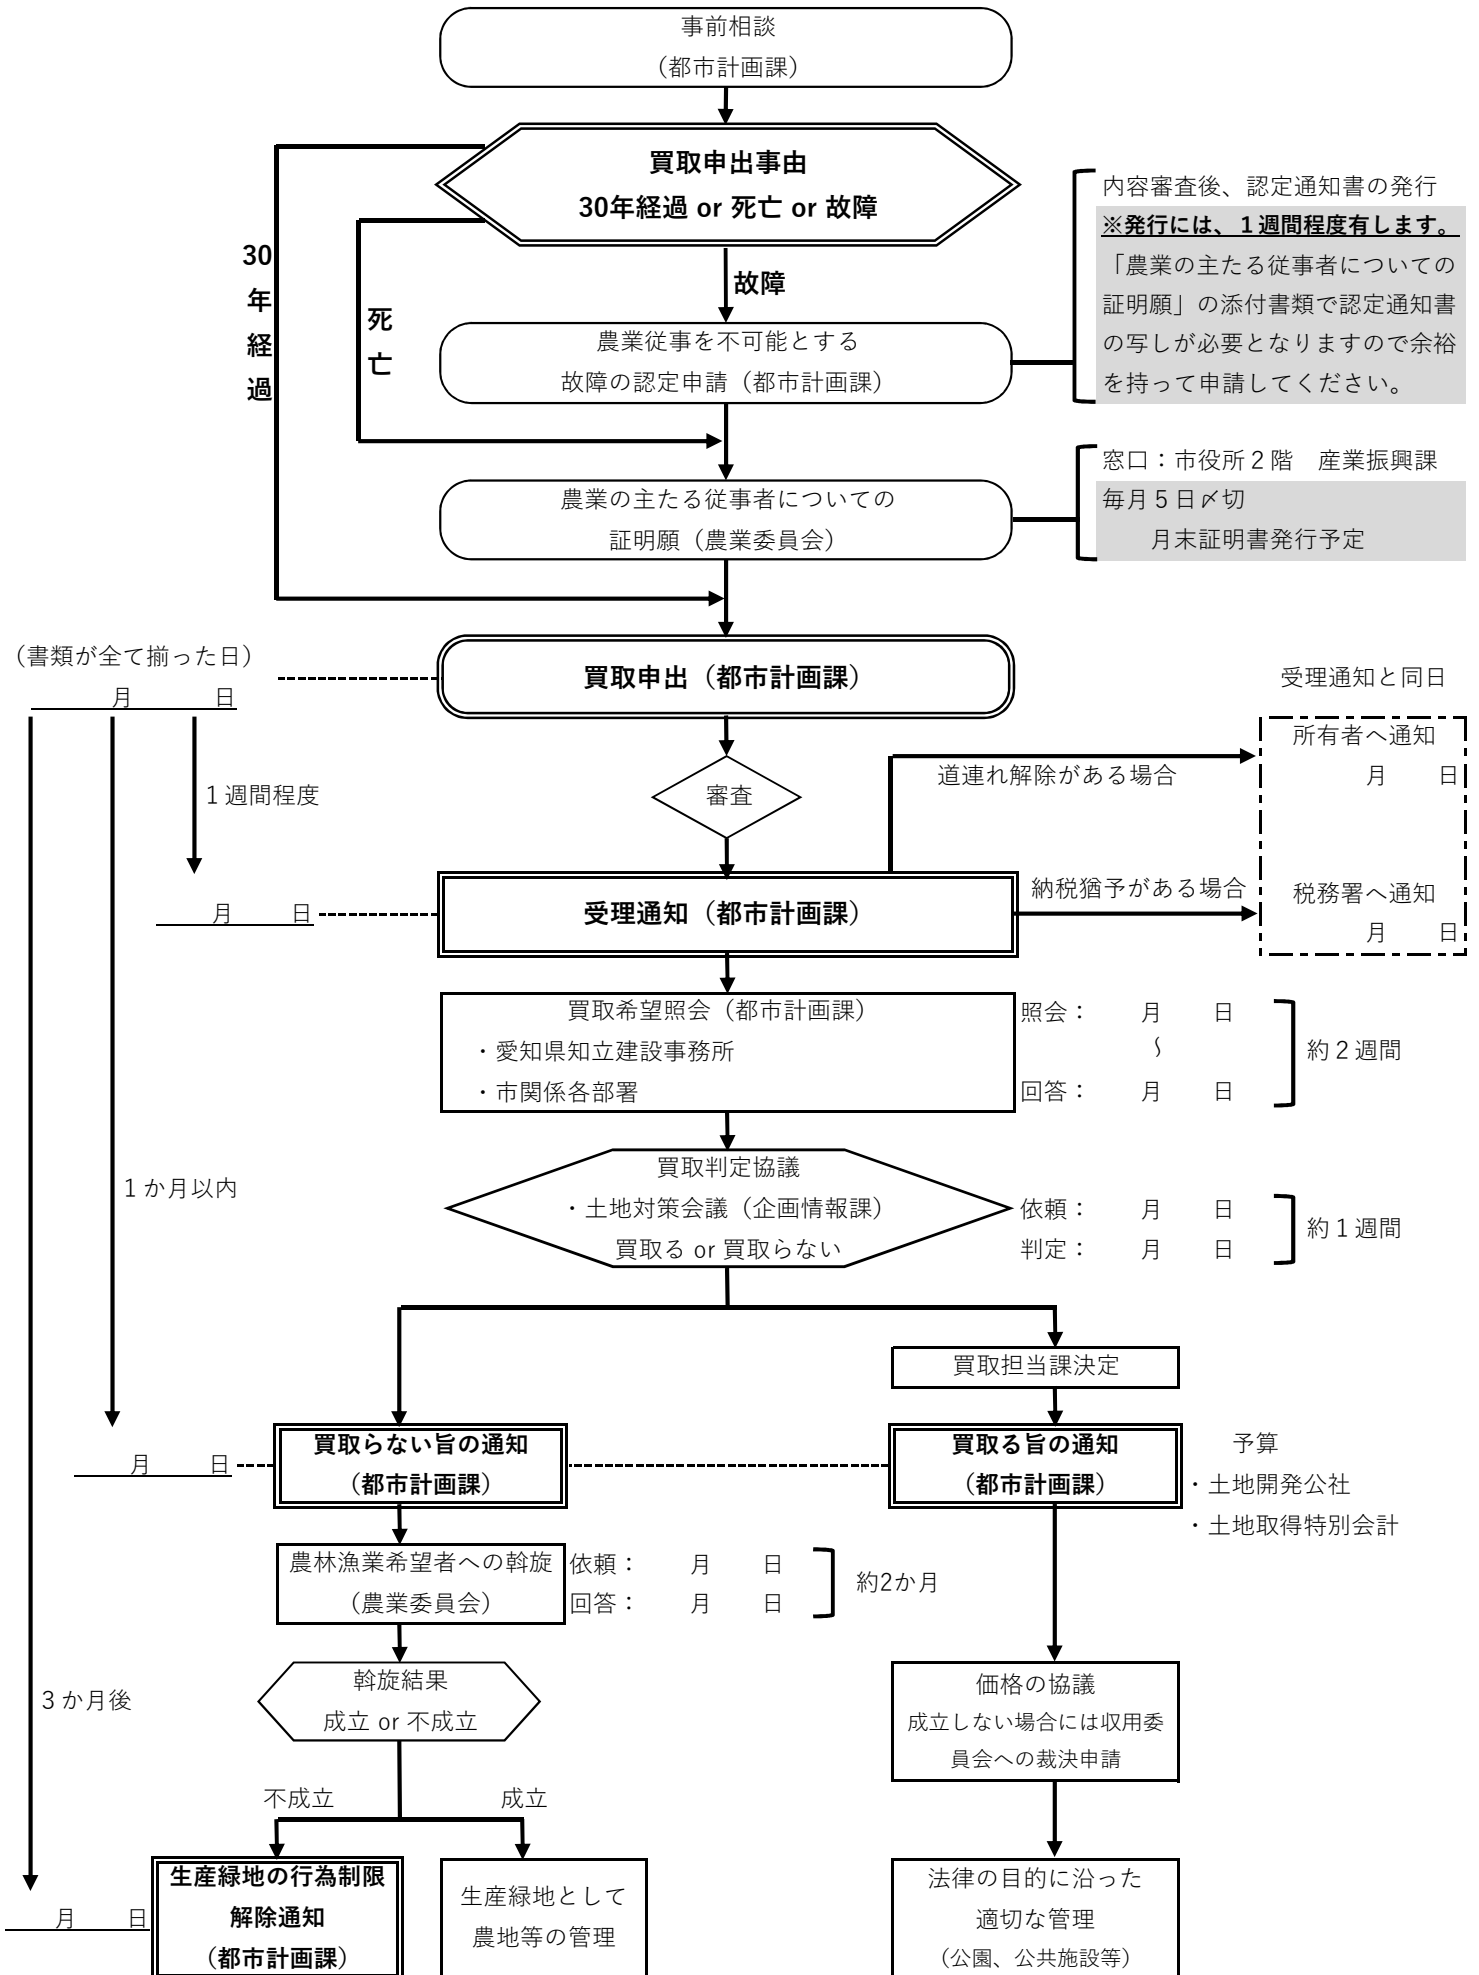 事前相談
（都市計画課）
買取申出事由
30年経過 or 死亡 or 故障
30年経過
死亡
故障
内容審査後、認定通知書の発行
※発行には、１週間程度有します。
「農業の主たる従事者についての
証明願」の添付書類で認定通知書
の写しが必要となりますので余裕
を持って申請してください。
農業従事を不可能とする
故障の認定申請（都市計画課）
窓口：市役所２階　産業振興課
毎月５日〆切
月末証明書発行予定
農業の主たる従事者についての
証明願（農業委員会）
（書類が全て揃った日）
月　　　日
買取申出（都市計画課）
受理通知と同日
所有者へ通知
月　　日
道連れ解除がある場合
１週間程度
審査
納税猶予がある場合
税務署へ通知
月　　日
月　　日
受理通知（都市計画課）
買取希望照会（都市計画課）
・愛知県知立建設事務所
・市関係各部署
照会：　　月　　日
～
回答：　　月　　日
約２週間
１か月以内
買取判定協議
・土地対策会議（企画情報課）
買取る or 買取らない
依頼：　　月　　日
判定：　　月　　日
約１週間
買取担当課決定
月　　日
買取らない旨の通知
（都市計画課）
買取る旨の通知
（都市計画課）
予算
・土地開発公社
・土地取得特別会計
農林漁業希望者への斡旋
（農業委員会）
依頼：　　月　　日
回答：　　月　　日
約2か月
３か月後
斡旋結果
成立 or 不成立
価格の協議
成立しない場合には収用委
員会への裁決申請
不成立
成立
月　　日
生産緑地の行為制限
解除通知
（都市計画課）
生産緑地として
農地等の管理
法律の目的に沿った
適切な管理
（公園、公共施設等）